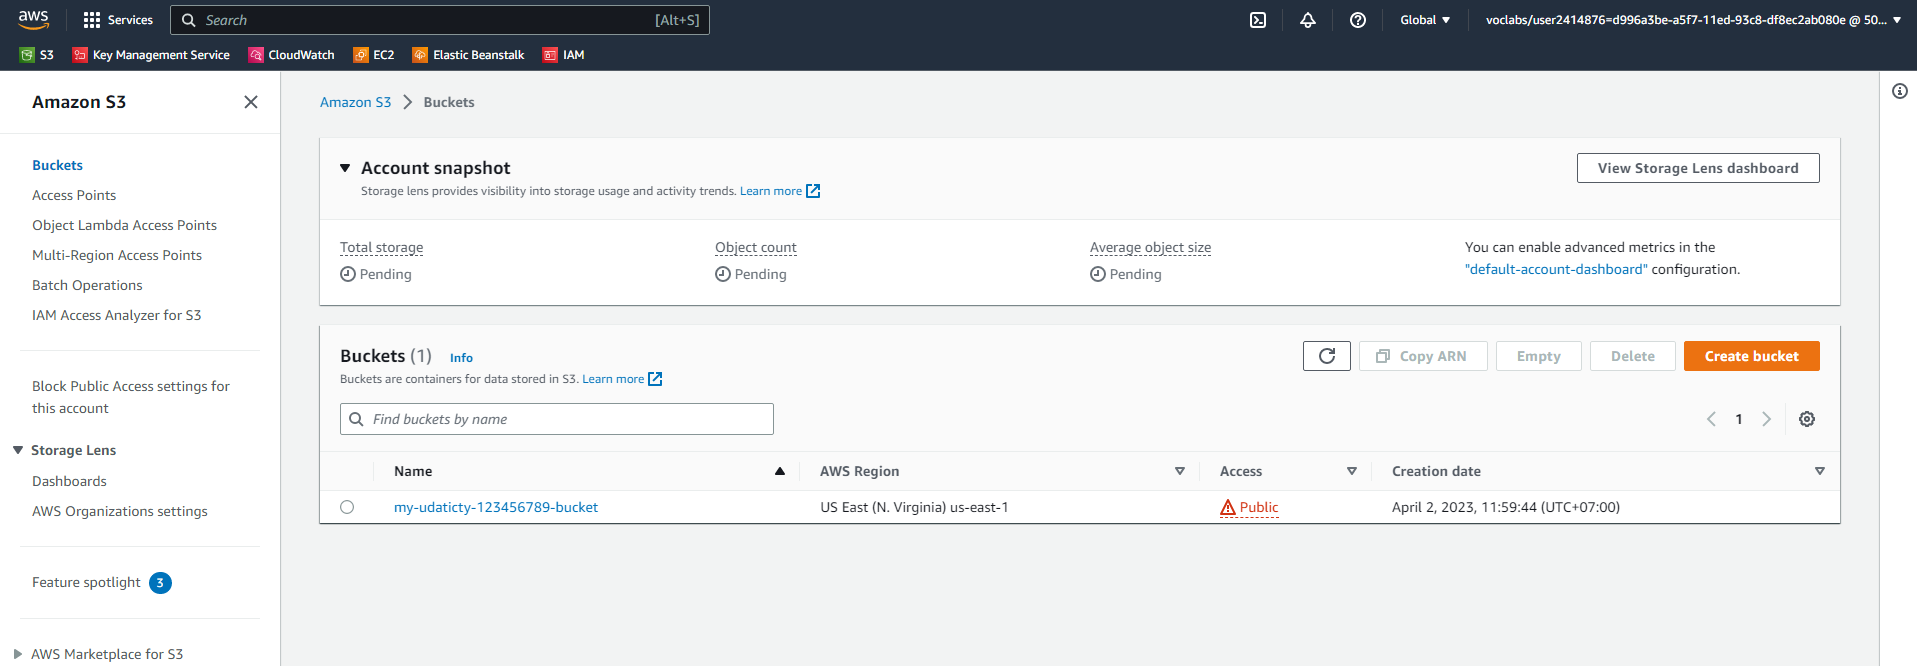 aws
Services
Search
[Alt+S]
Global
voclabs/user2414876=d996a3be-a5f7-11ed-93c8-df8ec2ab080e @ 50...
S3
Key Management Service
CloudWatch
EC2
Elastic Beanstalk
IAM
Amazon S3
Buckets
Access Points
Object Lambda Access Points
Multi-Region Access Points
Batch Operations
IAM Access Analyzer for S3
Block Public Access settings for
this account
Storage Lens
Dashboards
AWS Organizations settings
Feature spotlight 3
AWS Marketplace for S3
Amazon S3 > Buckets
Account snapshot
Storage lens provides visibility into storage usage and activity trends. Learn more
View Storage Lens dashboard
Total storage
Pending
Object count
Pending
Average object size
Pending
You can enable advanced metrics in the
"default-account-dashboard" configuration.
Buckets (1) Info
Buckets are containers for data stored in S3. Learn more
Copy ARN
Empty
Delete
Create bucket
Find buckets by name
1
Name
AWS Region
Access
Creation date
my-udaticty-123456789-bucket
US East (N. Virginia) us-east-1
Public
April 2, 2023, 11:59:44 (UTC+07:00)